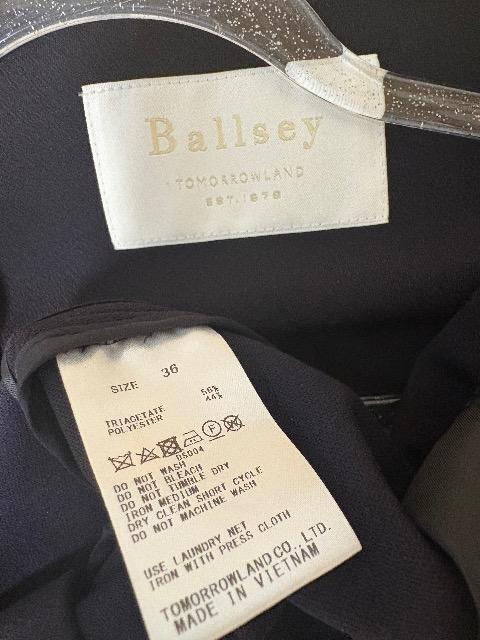 Ballsey
TOMORROWLAND
EST.1978
SIZE 36
TRIACETATE 56%
POLYESTER 44%
05004
DO NOT WASH
DO NOT BLEACH
DO NOT TUMBLE DRY
IRON MEDIUM
DRY CLEAN SHORT CYCLE
DO NOT MACHINE WASH
USE LAUNDRY NET
IRON WITH PRESS CLOTH
TOMORROWLAND CO., LTD.
MADE IN VIETNAM